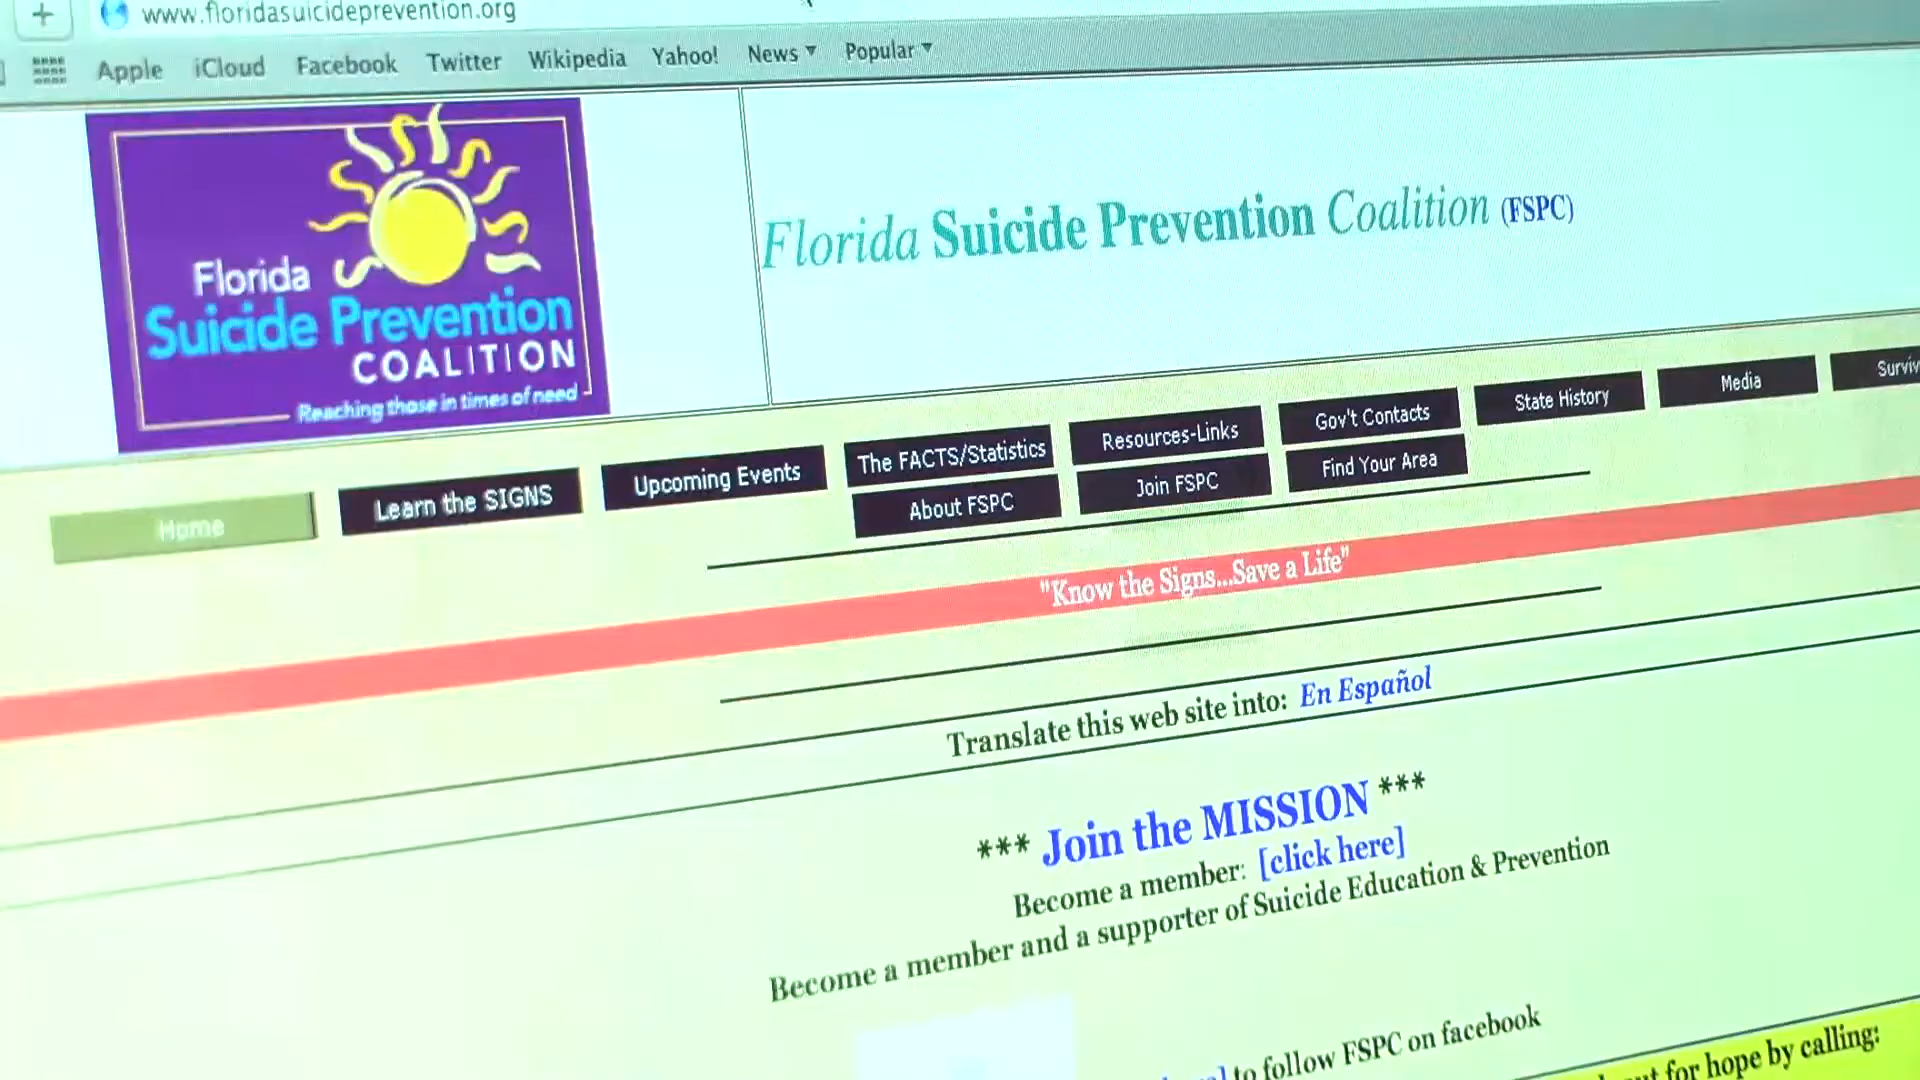 www.floridasuicideprevention.org
Apple iCloud Facebook Twitter Wikipedia Yahoo! News Popular
Florida
Suicide Prevention
COALITION
Reaching those in times of need
Florida Suicide Prevention Coalition (FSPC)
Home Learn the SIGNS Upcoming Events The FACTS/Statistics Resources-Links Gov't Contacts State History Media
About FSPC Join FSPC Find Your Area
"Know the Signs...Save a Life"
Translate this web site into: En Español
*** Join the MISSION ***
Become a member: [click here]
Become a member and a supporter of Suicide Education & Prevention
to follow FSPC on facebook
for hope by calling: